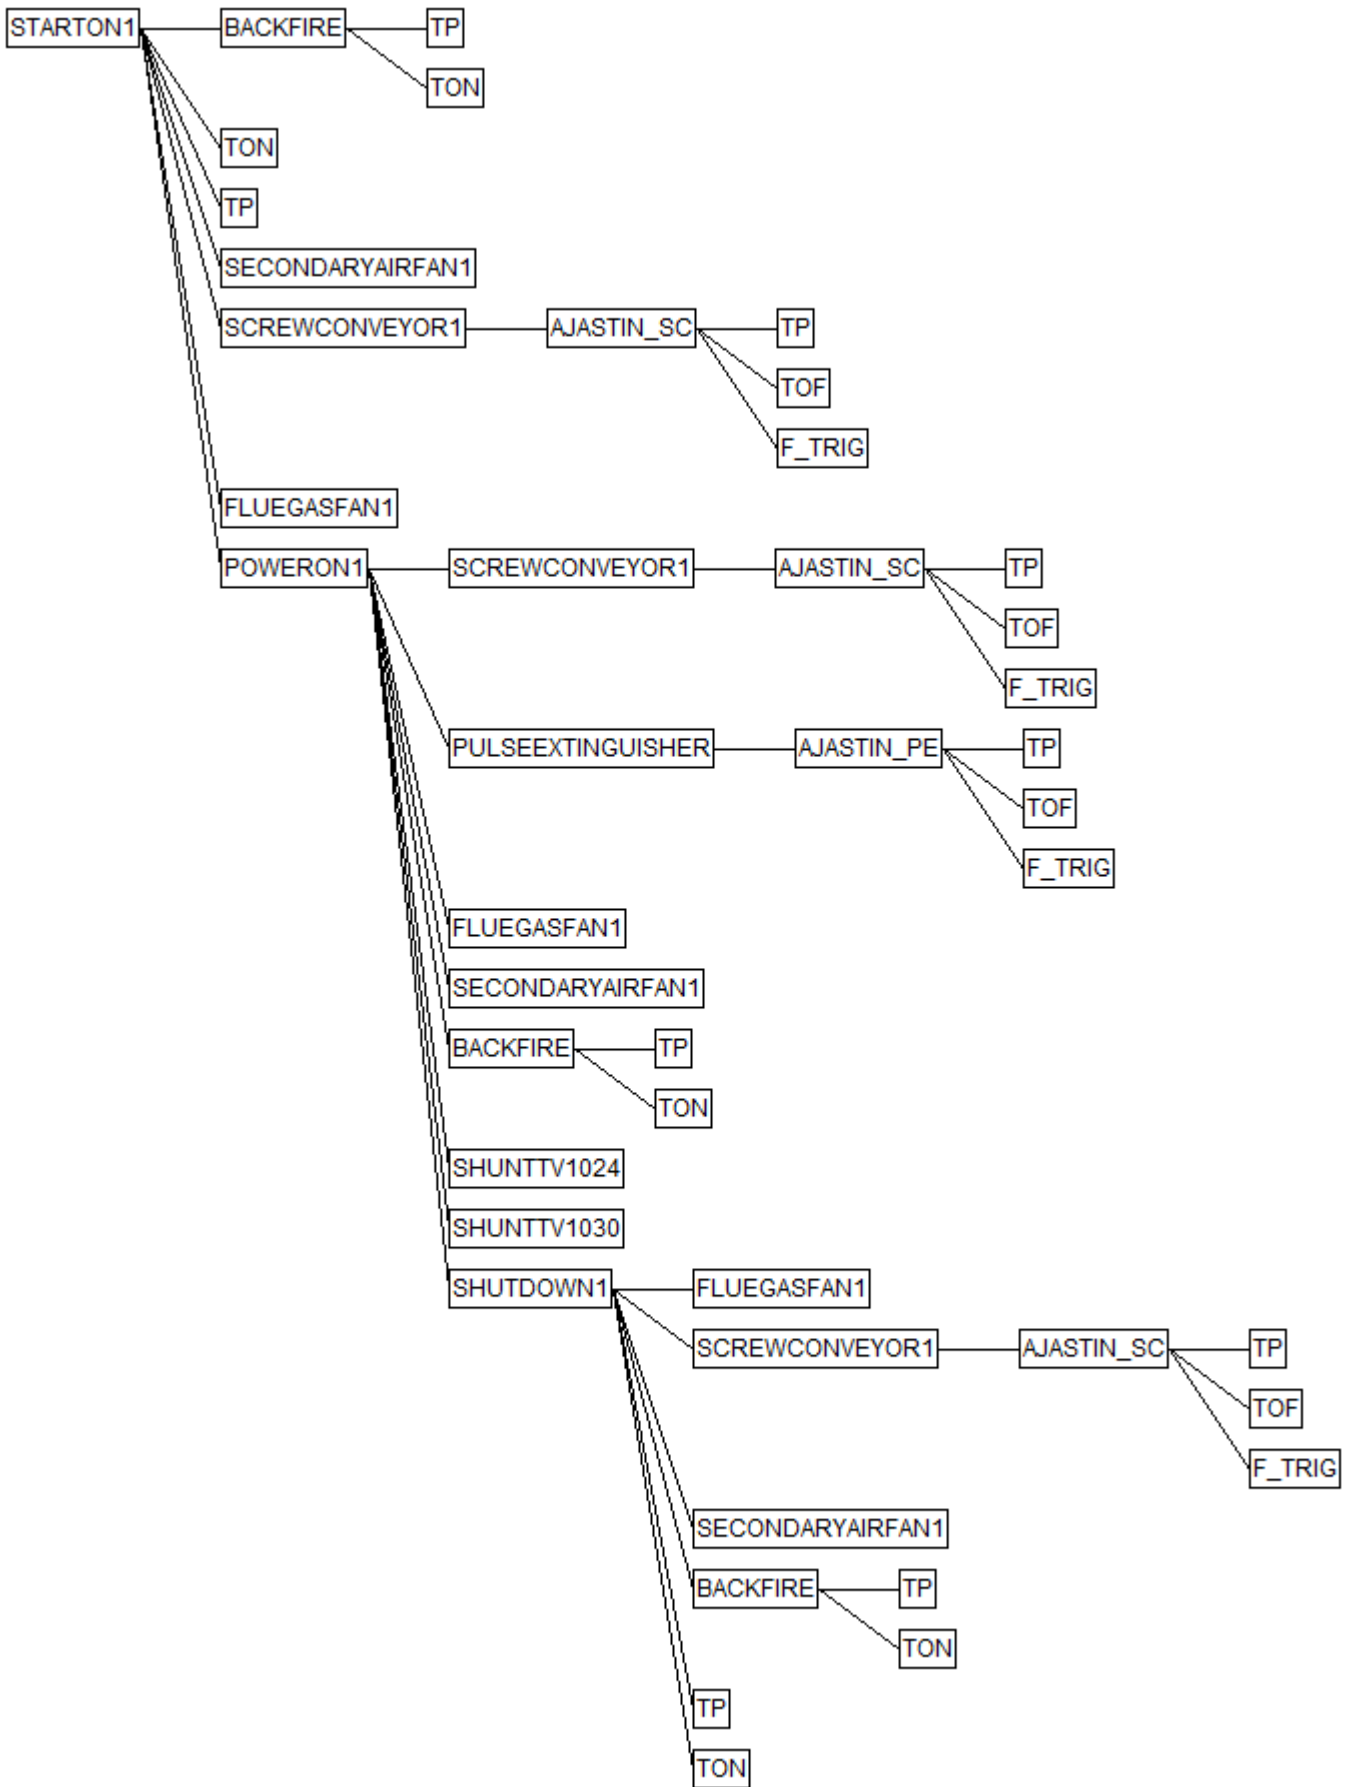 STARTON1 BACKFIRE TP
TON
TON
TP
SECONDARYAIRFAN1
SCREWCONVEYOR1 AJASTIN_SC TP
TOF
F_TRIG
FLUEGASFAN1
POWERON1 SCREWCONVEYOR1 AJASTIN_SC TP
TOF
F_TRIG
PULSEEXTINGUISHER AJASTIN_PE TP
TOF
F_TRIG
FLUEGASFAN1
SECONDARYAIRFAN1
BACKFIRE TP
TON
SHUNTTV1024
SHUNTTV1030
SHUTDOWN1 FLUEGASFAN1
SCREWCONVEYOR1 AJASTIN_SC TP
TOF
F_TRIG
SECONDARYAIRFAN1
BACKFIRE TP
TON
TP
TON